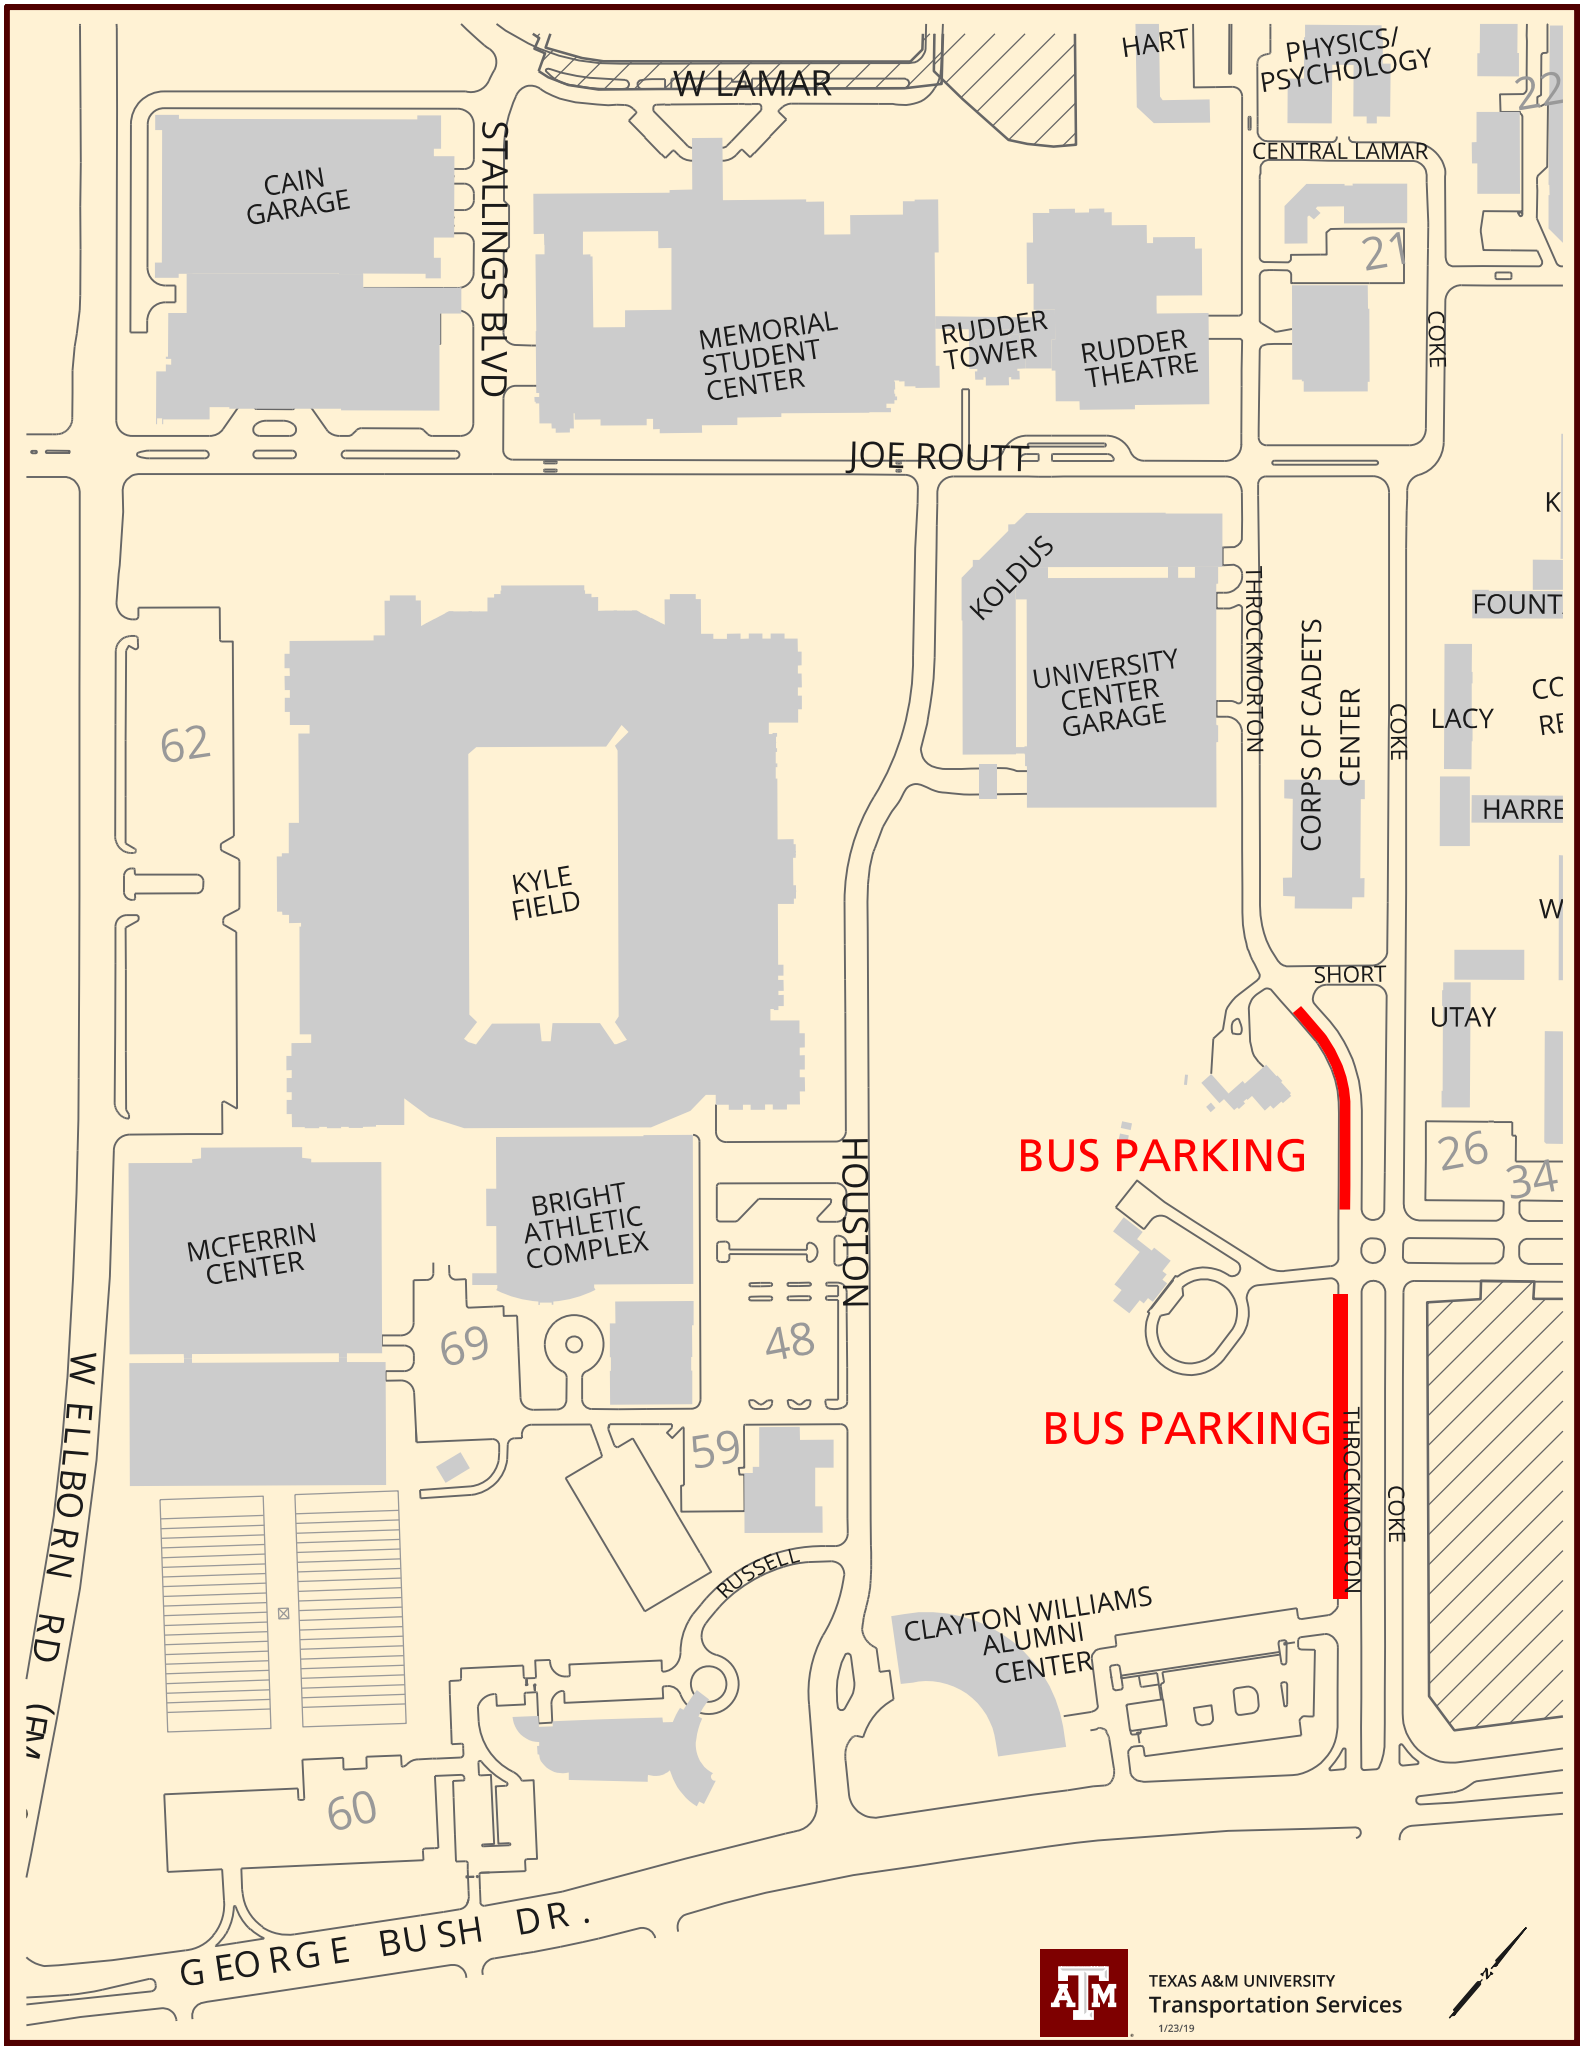 HART
PHYSICS/
PSYCHOLOGY
22
W LAMAR
CENTRAL LAMAR
CAIN
GARAGE
STALLINGS BLVD
21
MEMORIAL
STUDENT
CENTER
RUDDER
TOWER
RUDDER
THEATRE
COKE
JOE ROUTT
K
KOLDUS
THROCKMORTON
FOUNT
CORPS OF CADETS
CENTER
UNIVERSITY
CENTER
GARAGE
CO
RE
LACY
COKE
62
HARRE
KYLE
FIELD
W
SHORT
UTAY
BUS PARKING
HOUSTON
26
34
BRIGHT
ATHLETIC
COMPLEX
MCFERRIN
CENTER
69
48
BUS PARKING
THROCKMORTON
COKE
59
W ELLBORN RD (FM
RUSSELL
CLAYTON WILLIAMS
ALUMNI
CENTER
60
GEORGE BUSH DR.
N
ATM
TEXAS A&M UNIVERSITY
Transportation Services
1/23/19